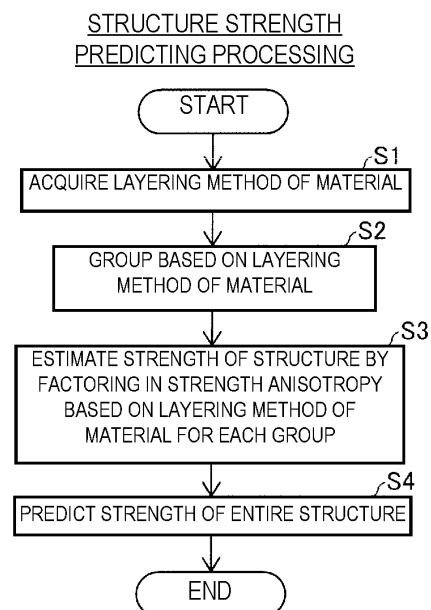 STRUCTURE STRENGTH
PREDICTING PROCESSING
START
S1
ACQUIRE LAYERING METHOD OF MATERIAL
S2
GROUP BASED ON LAYERING
METHOD OF MATERIAL
S3
ESTIMATE STRENGTH OF STRUCTURE BY
FACTORING IN STRENGTH ANISOTROPY
BASED ON LAYERING METHOD OF
MATERIAL FOR EACH GROUP
S4
PREDICT STRENGTH OF ENTIRE STRUCTURE
END